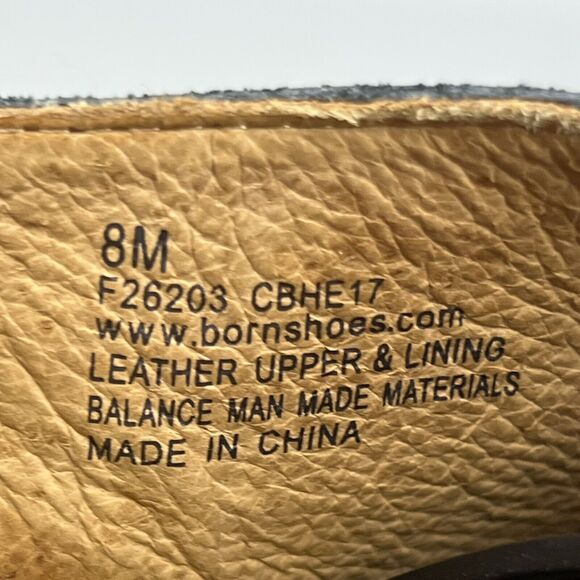 8M
F26203 CBHE17
www.bornshoes.com
LEATHER UPPER & LINING
BALANCE MAN MADE MATERIALS
MADE IN CHINA